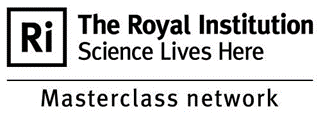 Ri The Royal Institution
Science Lives Here
Masterclass network